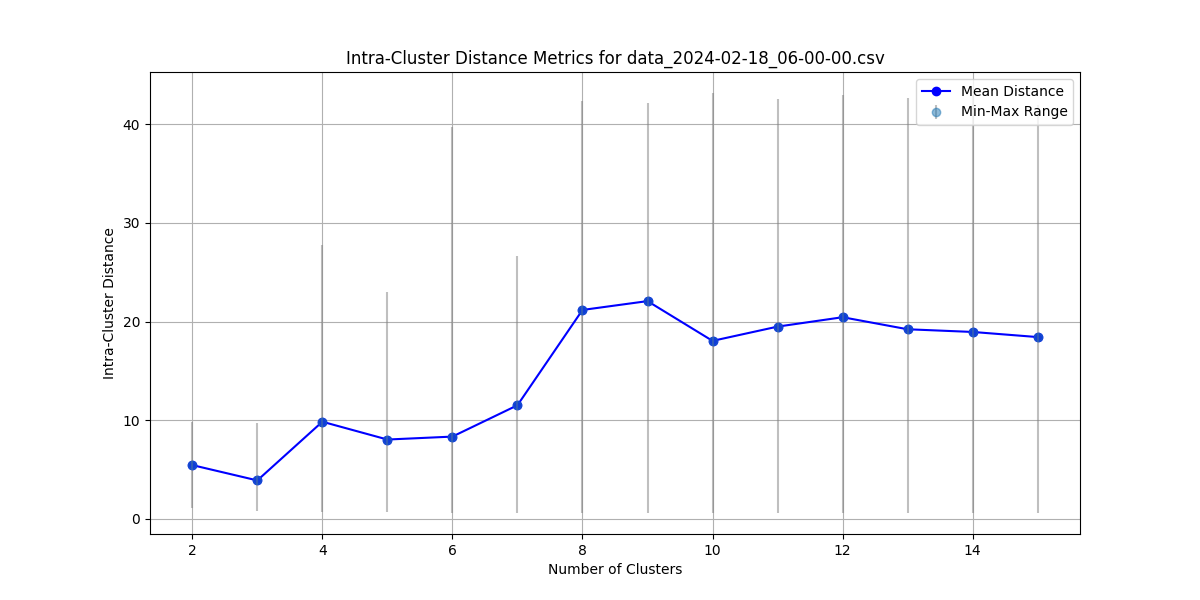 Intra-Cluster Distance Metrics for data_2024-02-18_06-00-00.csv
Mean Distance
Min-Max Range
40
30
20
10
0
Intra-Cluster Distance
2 4 6 8 10 12 14
Number of Clusters